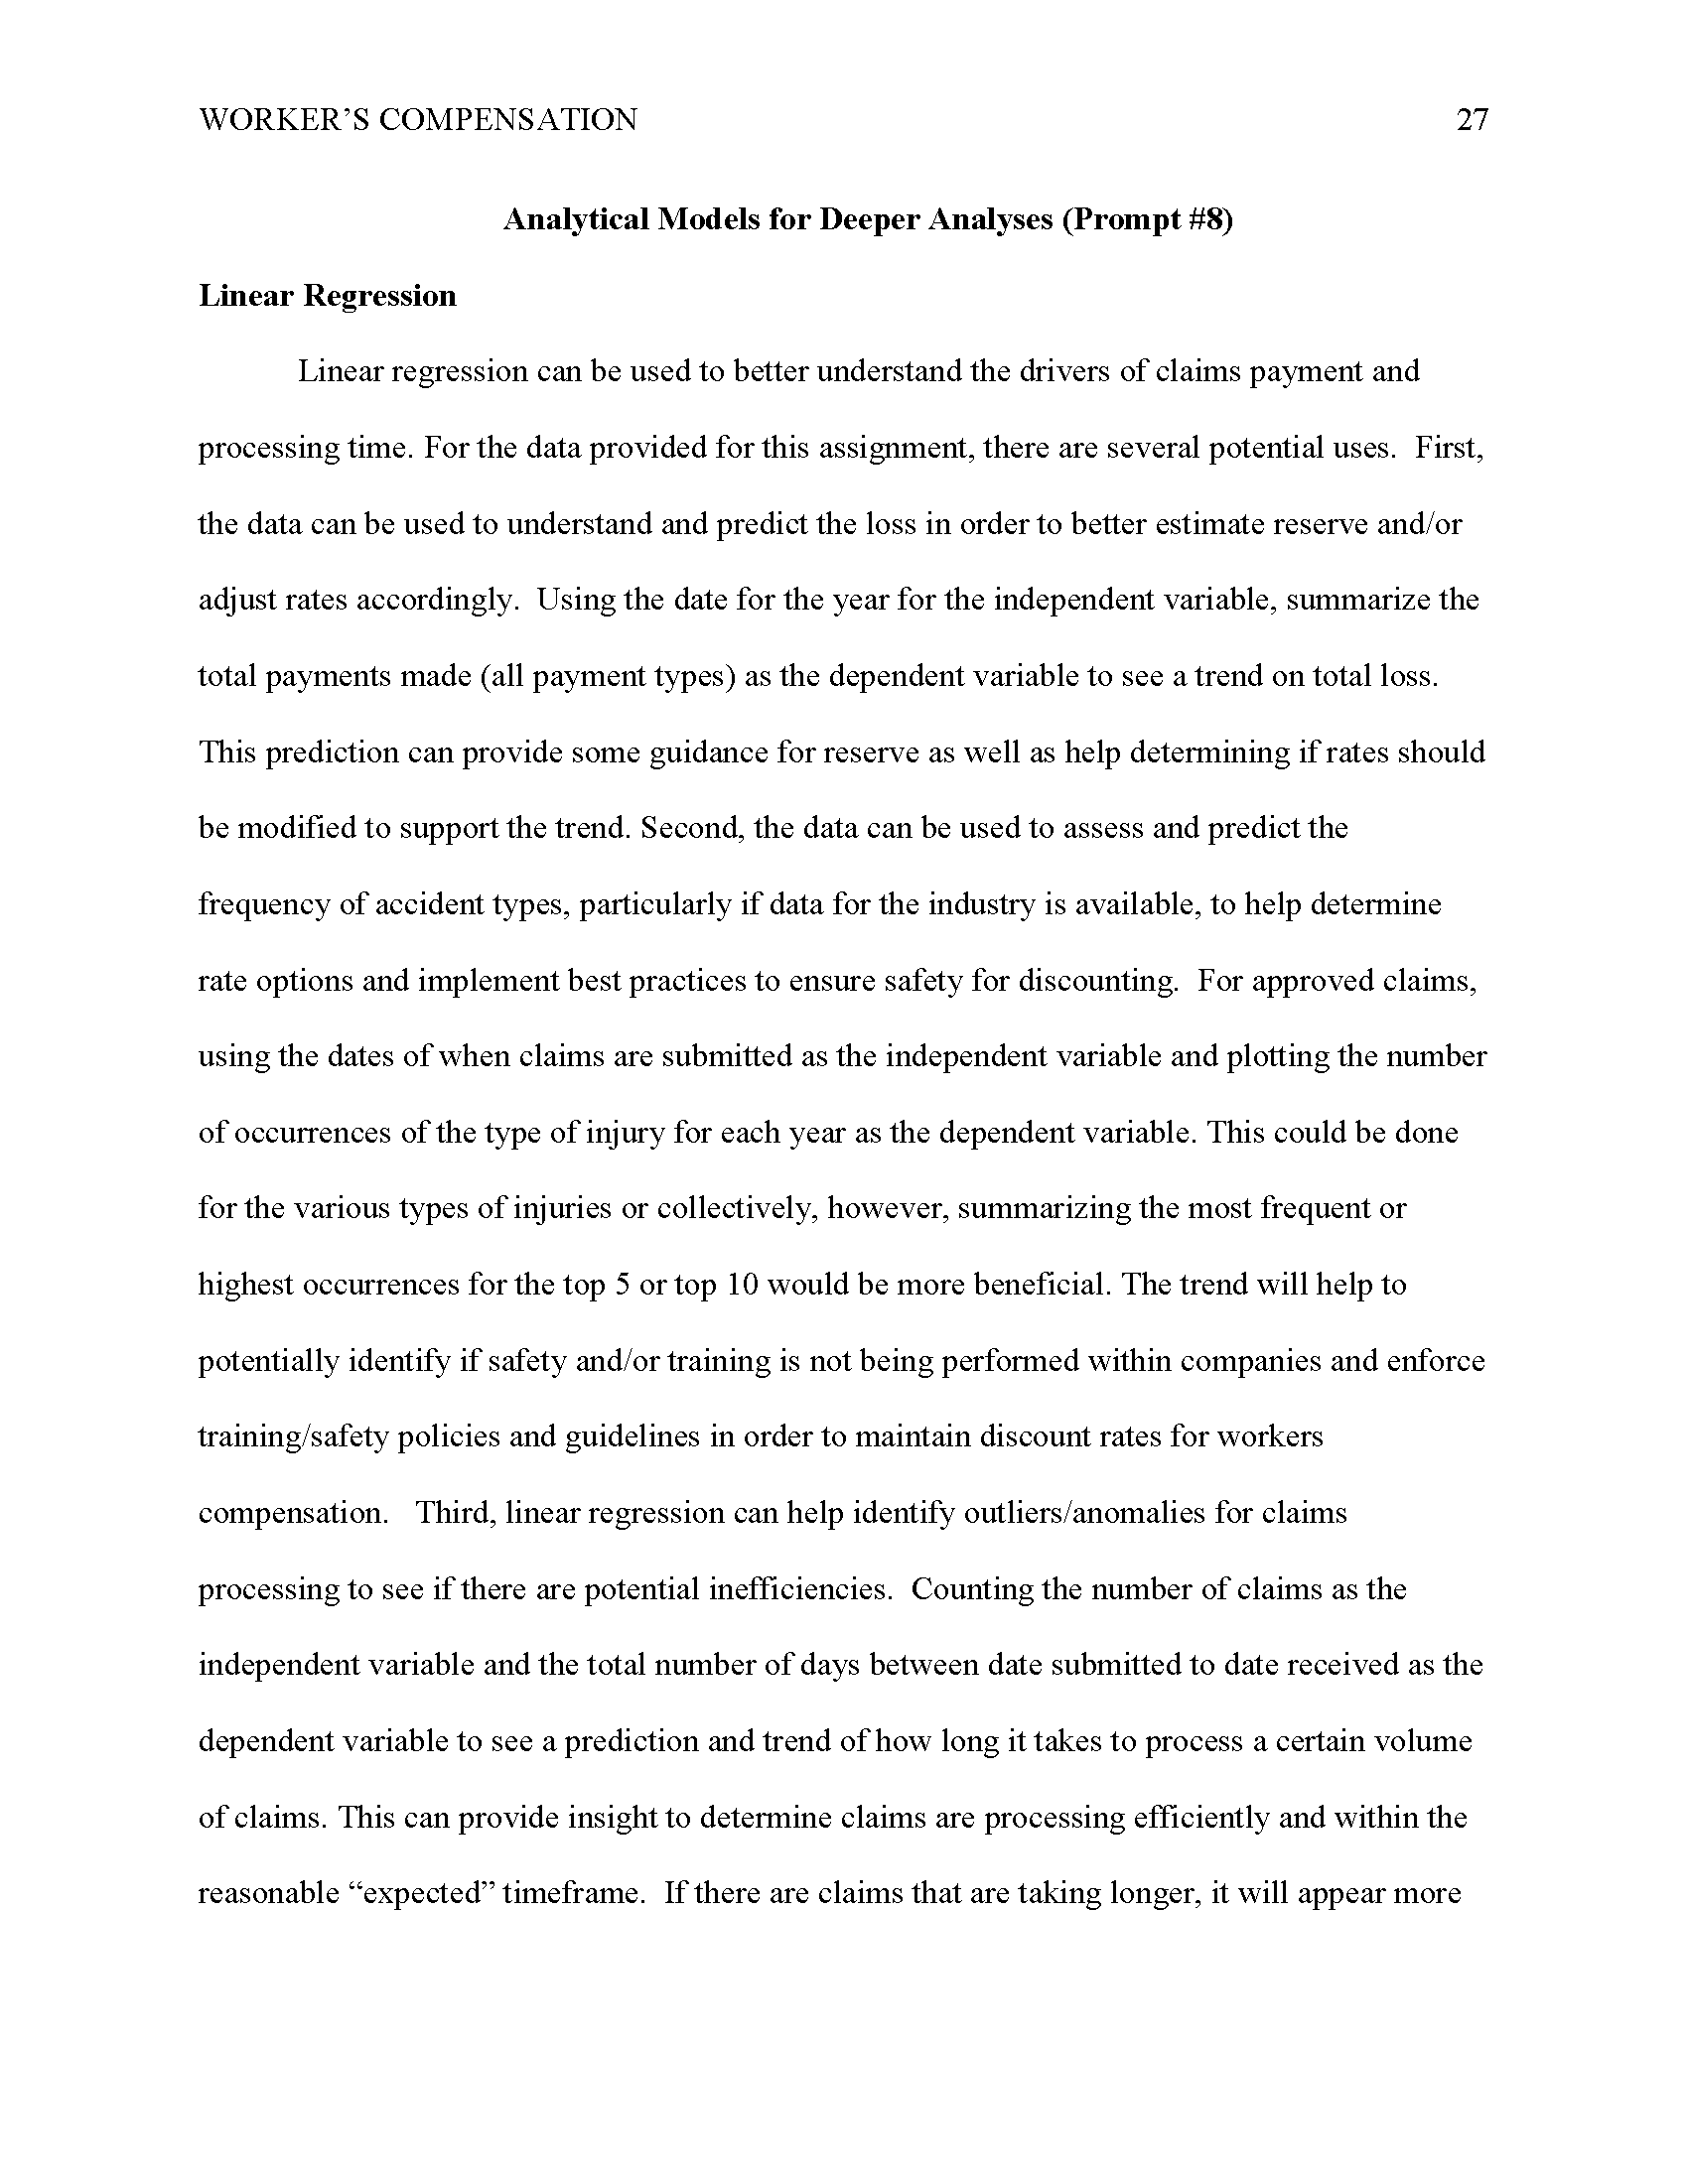 WORKER’S COMPENSATION 27
Analytical Models for Deeper Analyses (Prompt #8)
Linear Regression
Linear regression can be used to better understand the drivers of claims payment and
processing time. For the data provided for this assignment, there are several potential uses.  First,
the data can be used to understand and predict the loss in order to better estimate reserve and/or
adjust rates accordingly.  Using the date for the year for the independent variable, summarize the
total payments made (all payment types) as the dependent variable to see a trend on total loss.
This prediction can provide some guidance for reserve as well as help determining if rates should
be modified to support the trend. Second, the data can be used to assess and predict the
frequency of accident types, particularly if data for the industry is available, to help determine
rate options and implement best practices to ensure safety for discounting.  For approved claims,
using the dates of when claims are submitted as the independent variable and plotting the number
of occurrences of the type of injury for each year as the dependent variable. This could be done
for the various types of injuries or collectively, however, summarizing the most frequent or
highest occurrences for the top 5 or top 10 would be more beneficial. The trend will help to
potentially identify if safety and/or training is not being performed within companies and enforce
training/safety policies and guidelines in order to maintain discount rates for workers
compensation.   Third, linear regression can help identify outliers/anomalies for claims
processing to see if there are potential inefficiencies.  Counting the number of claims as the
independent variable and the total number of days between date submitted to date received as the
dependent variable to see a prediction and trend of how long it takes to process a certain volume
of claims. This can provide insight to determine claims are processing efficiently and within the
reasonable “expected” timeframe.  If there are claims that are taking longer, it will appear more